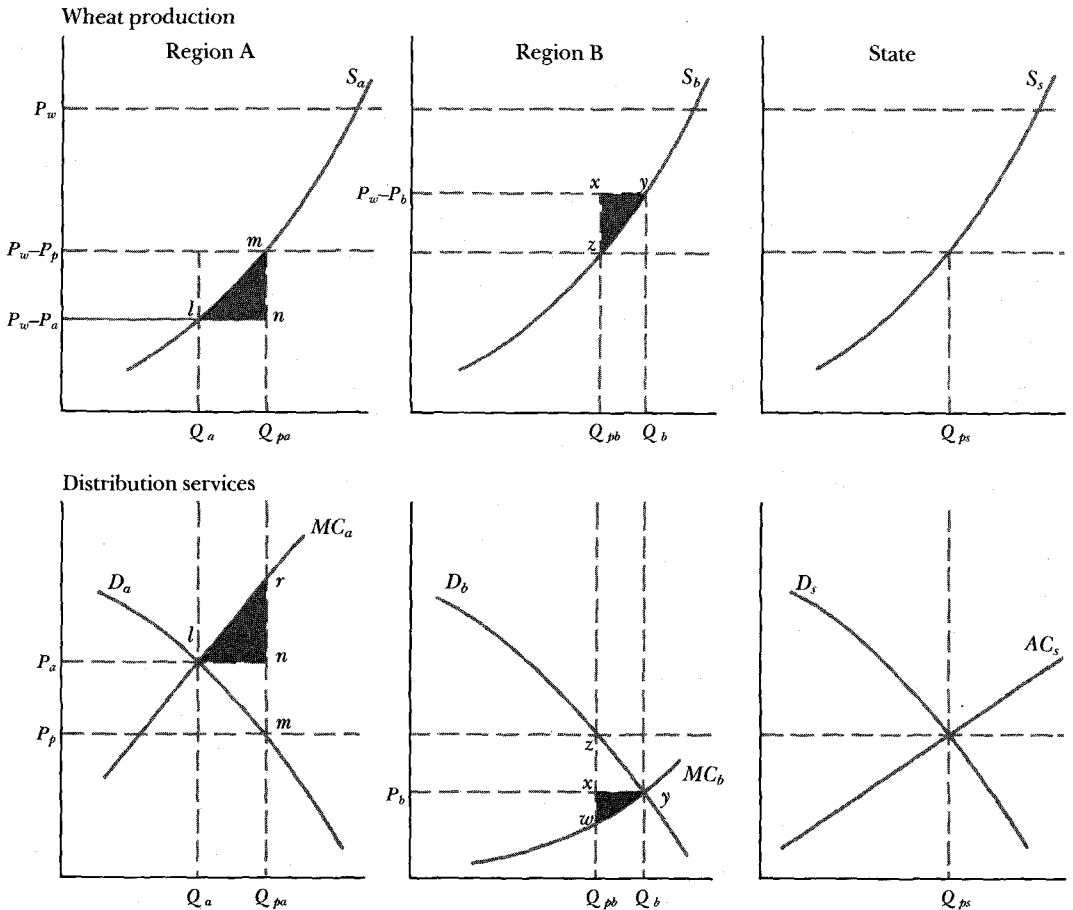 Wheat production
Region A
Region B
State
S_a
S_b
S_s
P_w
P_w–P_b
x
y
P_w–P_p
m
z
P_w–P_a
l
n
Q_a
Q_pa
Q_pb
Q_b
Q_ps
Distribution services
MC_a
D_a
r
D_b
D_s
l
P_a
n
AC_s
P_p
m
z
MC_b
P_b
x
y
w
Q_a
Q_pa
Q_pb
Q_b
Q_ps